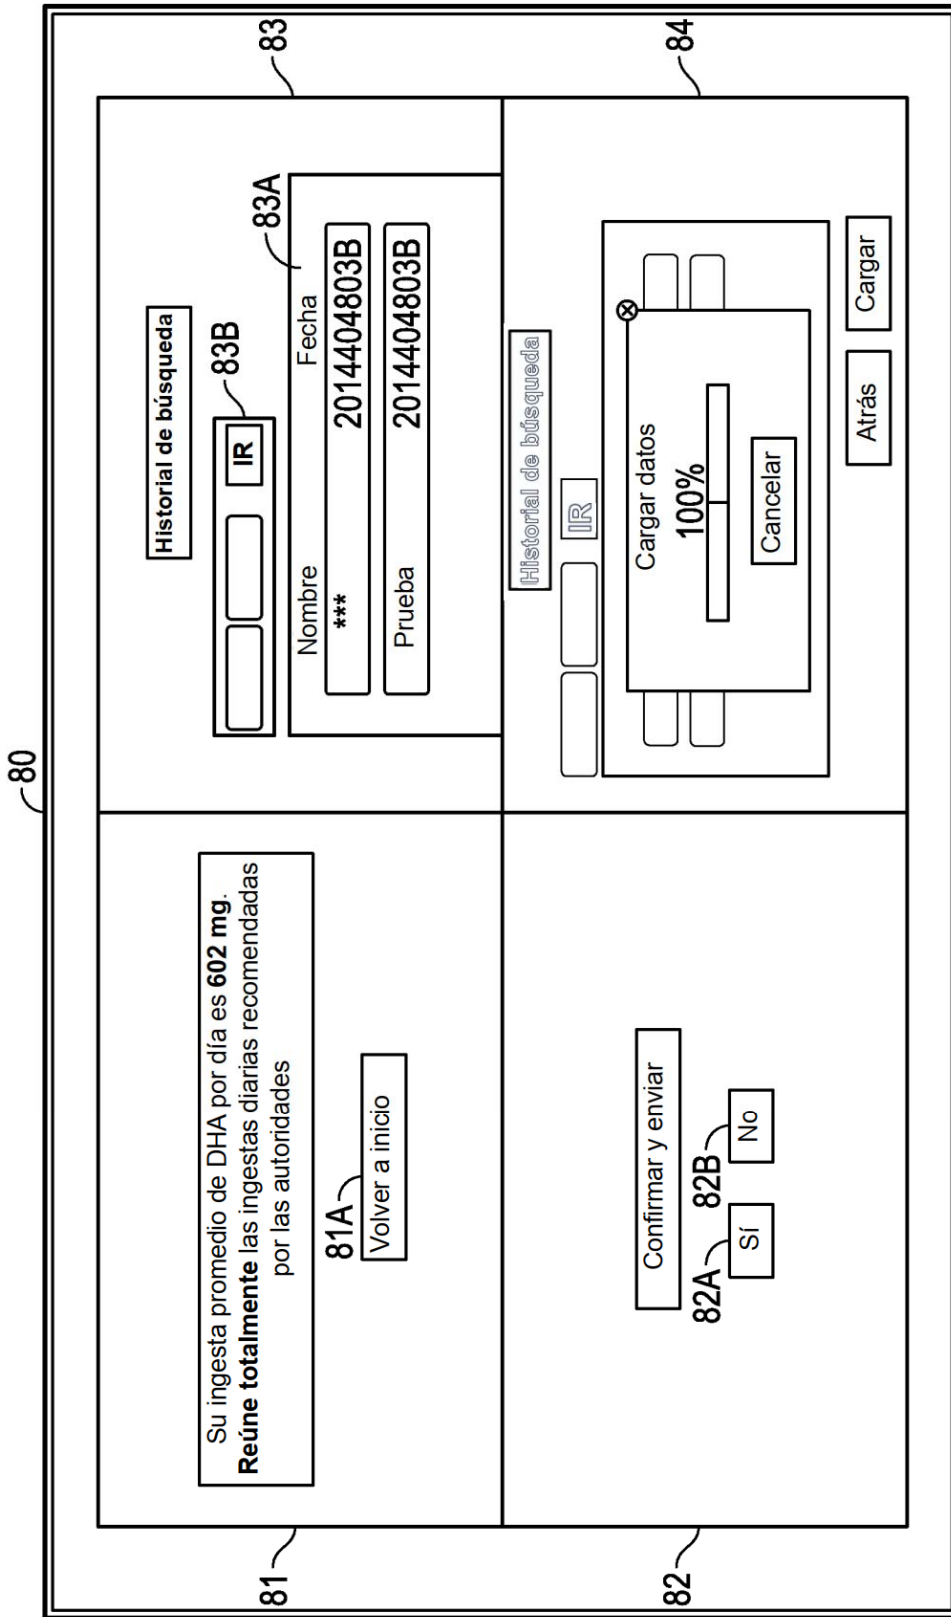 80
81
Su ingesta promedio de DHA por día es 602 mg.
Reúne totalmente las ingestas diarias recomendadas
por las autoridades
81A
Volver a inicio
83
Historial de búsqueda
83B
IR
83A
Nombre Fecha
*** 2014404803B
Prueba 2014404803B
82
Confirmar y enviar
82A 82B
Sí No
84
Historial de búsqueda
IR
Cargar datos
100%
Cancelar
Atrás Cargar